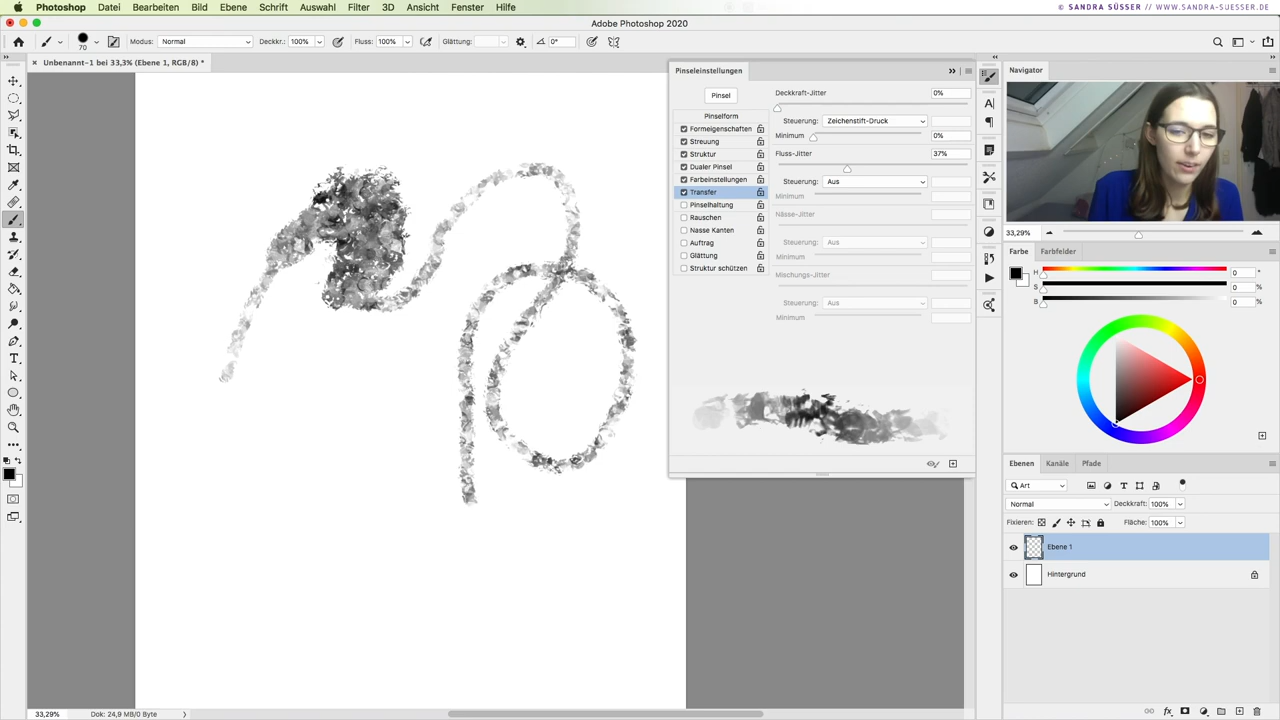 Photoshop Datei Bearbeiten Bild Ebene Schrift Auswahl Filter 3D Ansicht Fenster Hilfe
© SANDRA SÜSSER // WWW.SANDRA-SUESSER.DE
Adobe Photoshop 2020
70 Modus: Normal Deckkr.: 100% Fluss: 100% Glättung: 0°
Unbenannt-1 bei 33,3% (Ebene 1, RGB/8) *
Pinseleinstellungen
Pinsel
Pinselform
Formeigenschaften
Streuung
Struktur
Dualer Pinsel
Farbeinstellungen
Transfer
Pinselhaltung
Rauschen
Nasse Kanten
Auftrag
Glättung
Struktur schützen
Deckkraft-Jitter 0%
Steuerung: Zeichenstift-Druck
Minimum 0%
Fluss-Jitter 37%
Steuerung: Aus
Minimum
Nässe-Jitter
Steuerung: Aus
Minimum
Mischungs-Jitter
Steuerung: Aus
Minimum
Navigator
33,29%
Farbe Farbfelder
H 0 °
S 0 %
B 0 %
Ebenen Kanäle Pfade
Art
Normal Deckkraft: 100%
Fixieren: Fläche: 100%
Ebene 1
Hintergrund
33,29% Dok: 24,9 MB/0 Byte